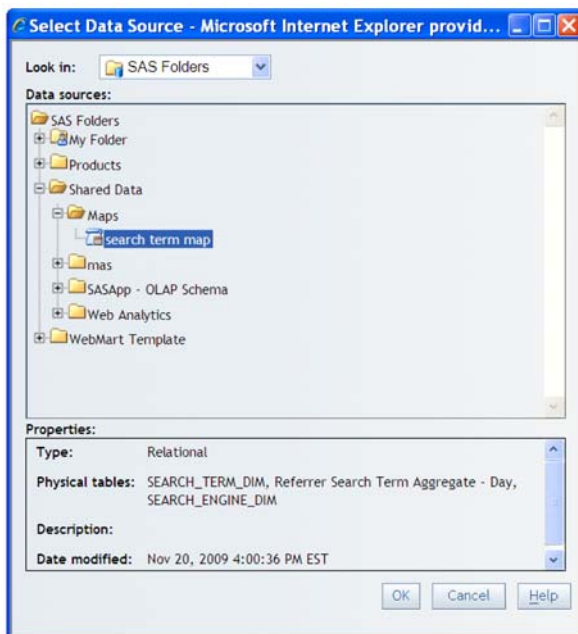 Select Data Source - Microsoft Internet Explorer provid...
Look in: SAS Folders
Data sources:
SAS Folders
My Folder
Products
Shared Data
Maps
search term map
mas
SASApp - OLAP Schema
Web Analytics
WebMart Template
Properties:
Type: Relational
Physical tables: SEARCH_TERM_DIM, Referrer Search Term Aggregate - Day,
SEARCH_ENGINE_DIM
Description:
Date modified: Nov 20, 2009 4:00:36 PM EST
OK Cancel Help